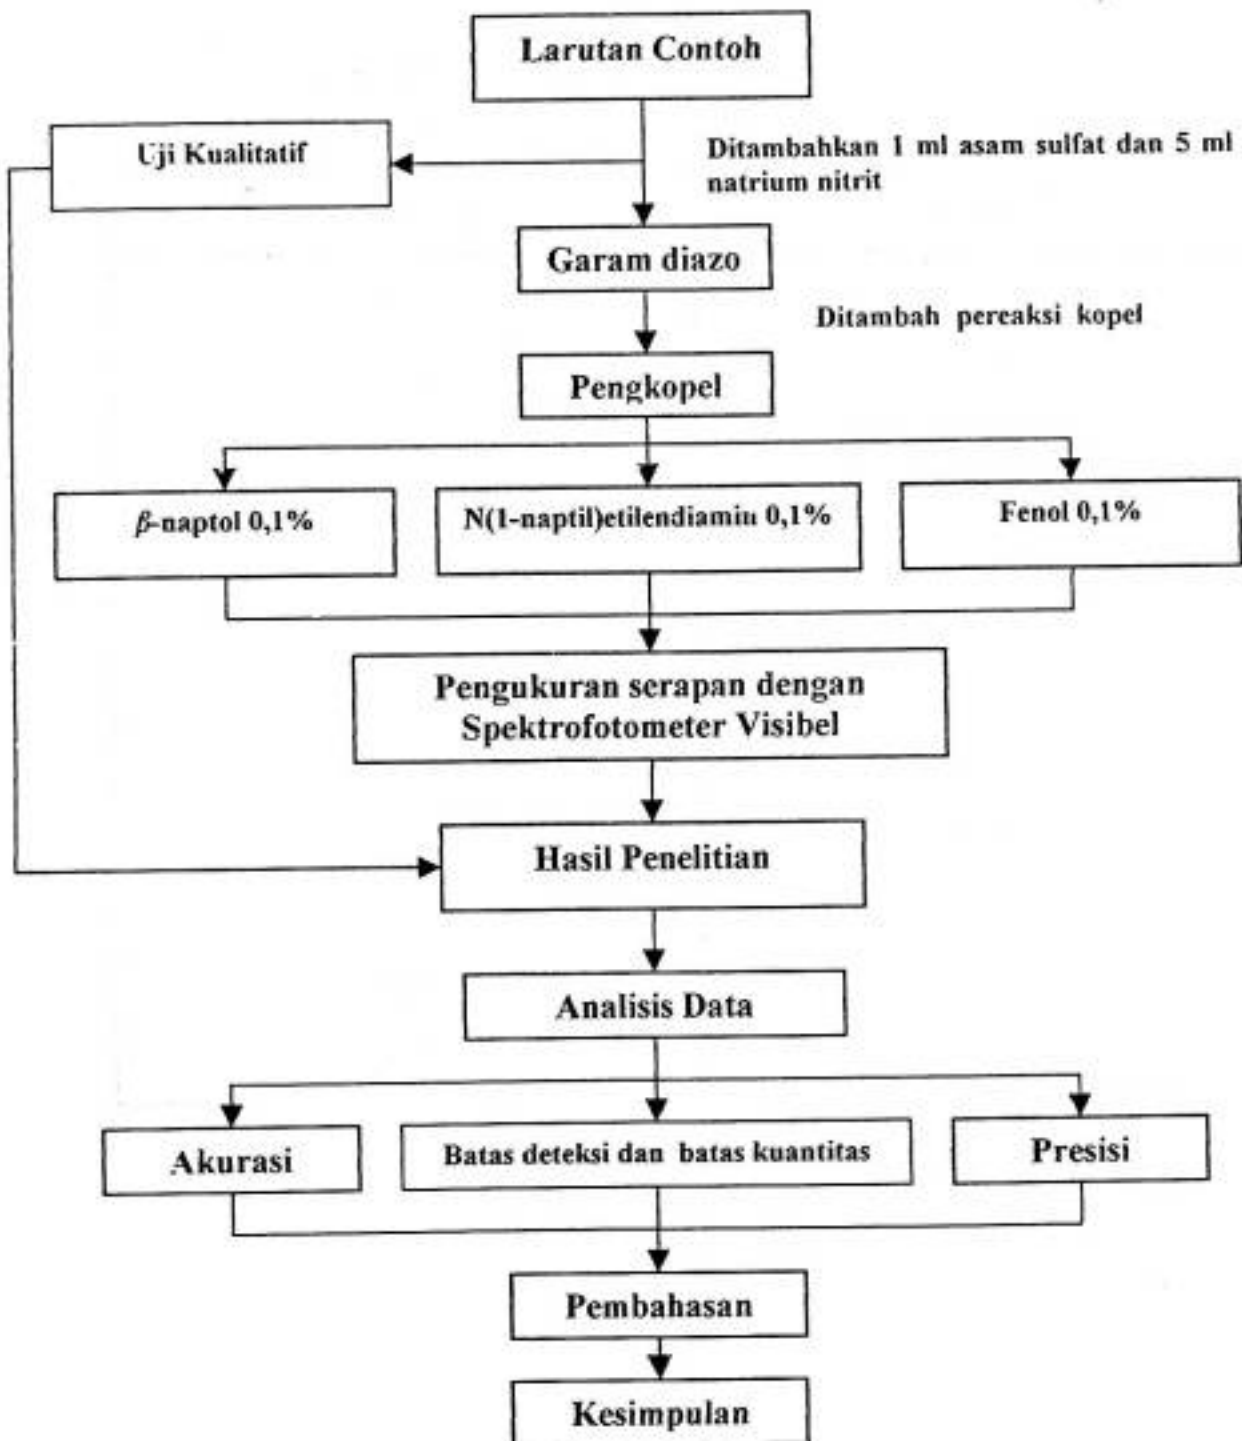 Larutan Contoh
Uji Kualitatif
Ditambahkan 1 ml asam sulfat dan 5 ml
natrium nitrit
Garam diazo
Ditambah pereaksi kopel
Pengkopel
β-naptol 0,1%
N(1-naptil)etilendiamin 0,1%
Fenol 0,1%
Pengukuran serapan dengan
Spektrofotometer Visibel
Hasil Penelitian
Analisis Data
Akurasi
Batas deteksi dan batas kuantitas
Presisi
Pembahasan
Kesimpulan